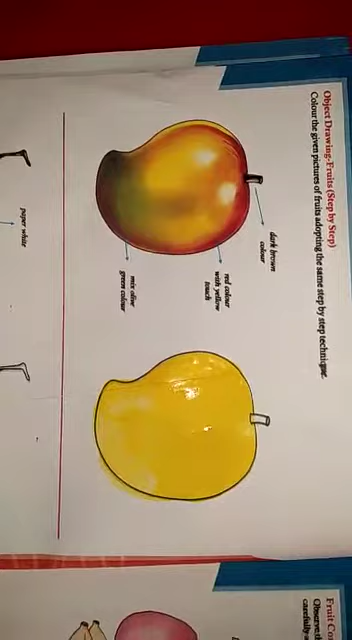 Object Drawing-Fruits (Step by Step)
Colour the given pictures of fruits adopting the same step by step technique.
dark brown
colour
red colour
with yellow
touch
mix olive
green colour
paper white
Fruit Co
Observe
carefully